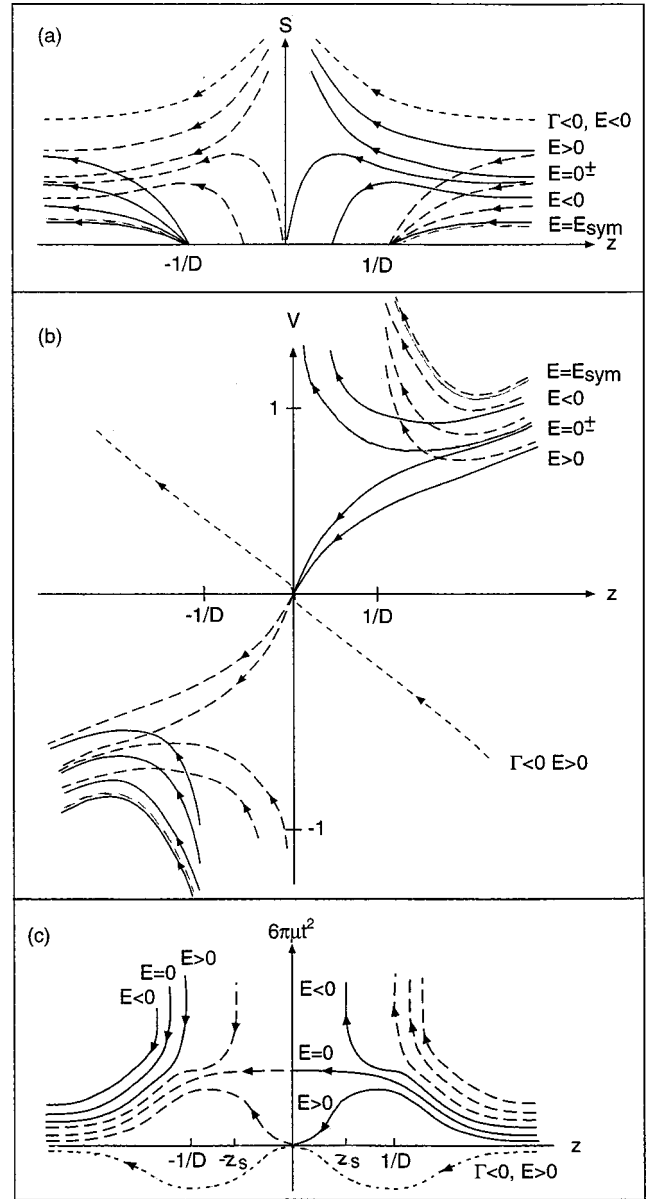 (a)
S
Γ<0, E<0
E>0
E=0±
E<0
E=Esym
-1/D
1/D
z
(b)
V
1
E=Esym
E<0
E=0±
E>0
-1/D
1/D
z
Γ<0 E>0
-1
(c)
6πμt²
E>0
E=0
E<0
E<0
E=0
E>0
-1/D
-zs
zs
1/D
z
Γ<0, E>0